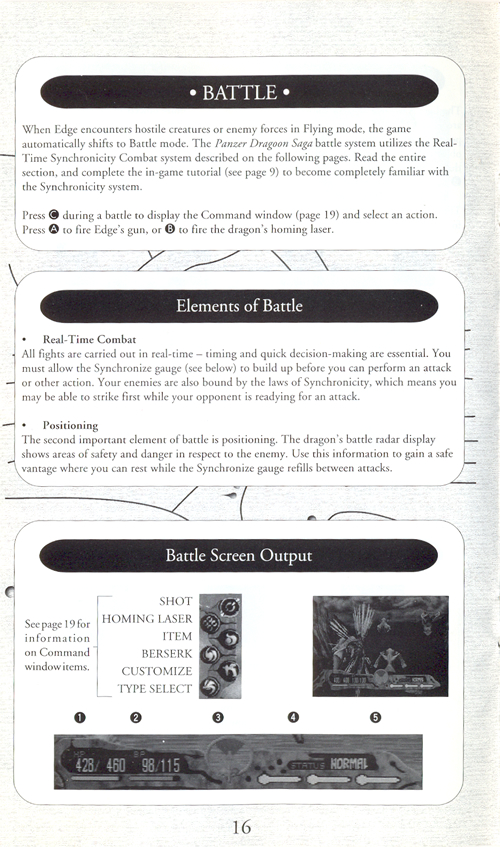 • BATTLE •
When Edge encounters hostile creatures or enemy forces in Flying mode, the game
automatically shifts to Battle mode. The Panzer Dragoon Saga battle system utilizes the Real-
Time Synchronicity Combat system described on the following pages. Read the entire
section, and complete the in-game tutorial (see page 9) to become completely familiar with
the Synchronicity system.
Press C during a battle to display the Command window (page 19) and select an action.
Press A to fire Edge's gun, or B to fire the dragon's homing laser.
Elements of Battle
• Real-Time Combat
All fights are carried out in real-time – timing and quick decision-making are essential. You
must allow the Synchronize gauge (see below) to build up before you can perform an attack
or other action. Your enemies are also bound by the laws of Synchronicity, which means you
may be able to strike first while your opponent is readying for an attack.
• Positioning
The second important element of battle is positioning. The dragon's battle radar display
shows areas of safety and danger in respect to the enemy. Use this information to gain a safe
vantage where you can rest while the Synchronize gauge refills between attacks.
Battle Screen Output
See page 19 for
information
on Command
window items.
SHOT
HOMING LASER
ITEM
BERSERK
CUSTOMIZE
TYPE SELECT
1 2 3 4 5
HP BP
428/ 460 98/115 STATUS NORMAL
16